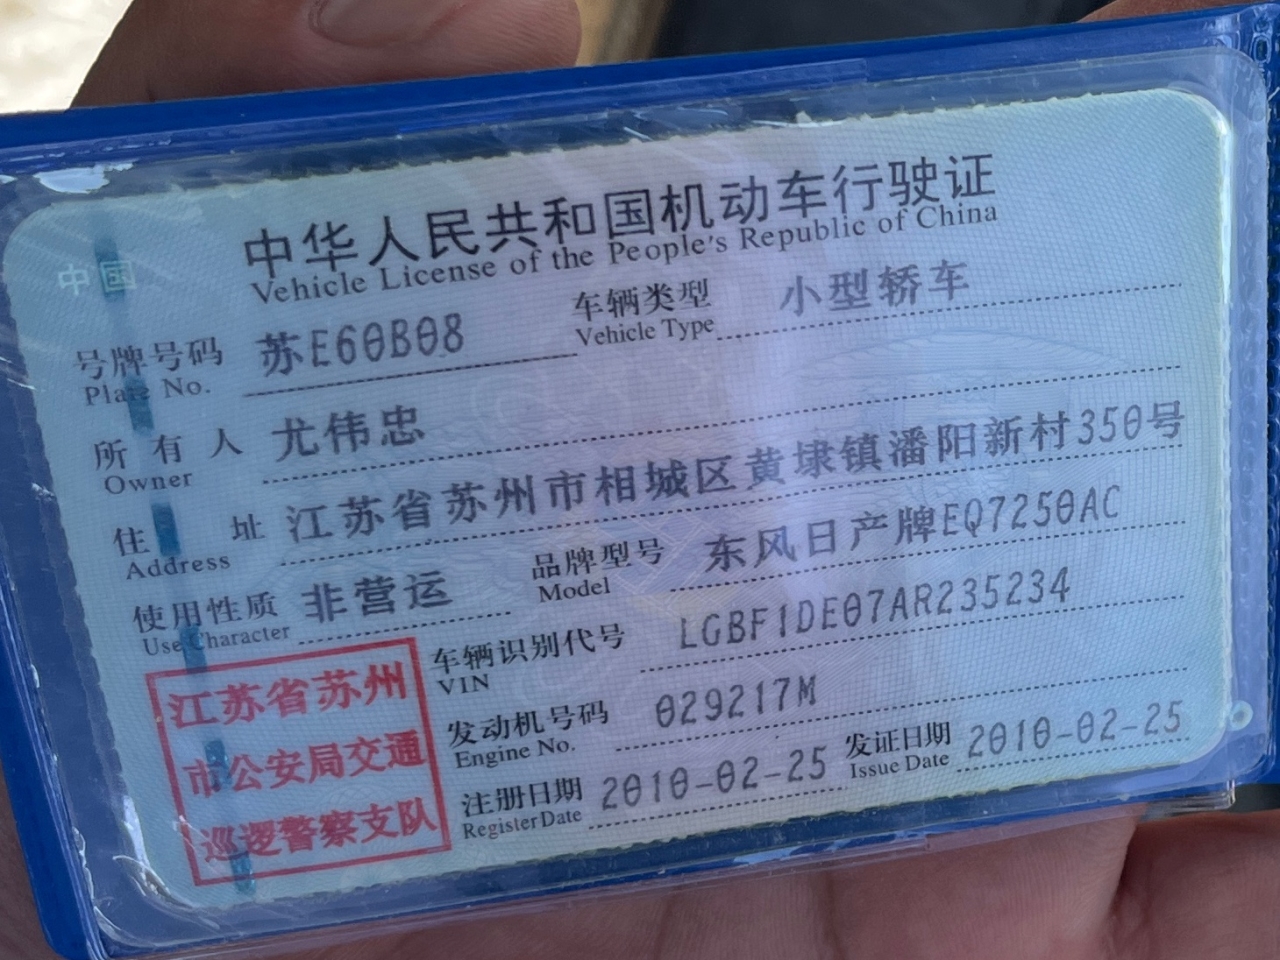 中国
中华人民共和国机动车行驶证
Vehicle License of the People's Republic of China
号牌号码 苏E60B08 车辆类型 小型轿车
Plate No. Vehicle Type
所有人 尤伟忠
Owner
住址 江苏省苏州市相城区黄埭镇潘阳新村350号
Address
使用性质 非营运 品牌型号 东风日产牌EQ7250AC
Use Character Model
车辆识别代号 LGBF1DE07AR235234
VIN
发动机号码 029217M
Engine No.
注册日期 2010-02-25 发证日期 2010-02-25
Register Date Issue Date
江苏省苏州
市公安局交通
巡逻警察支队